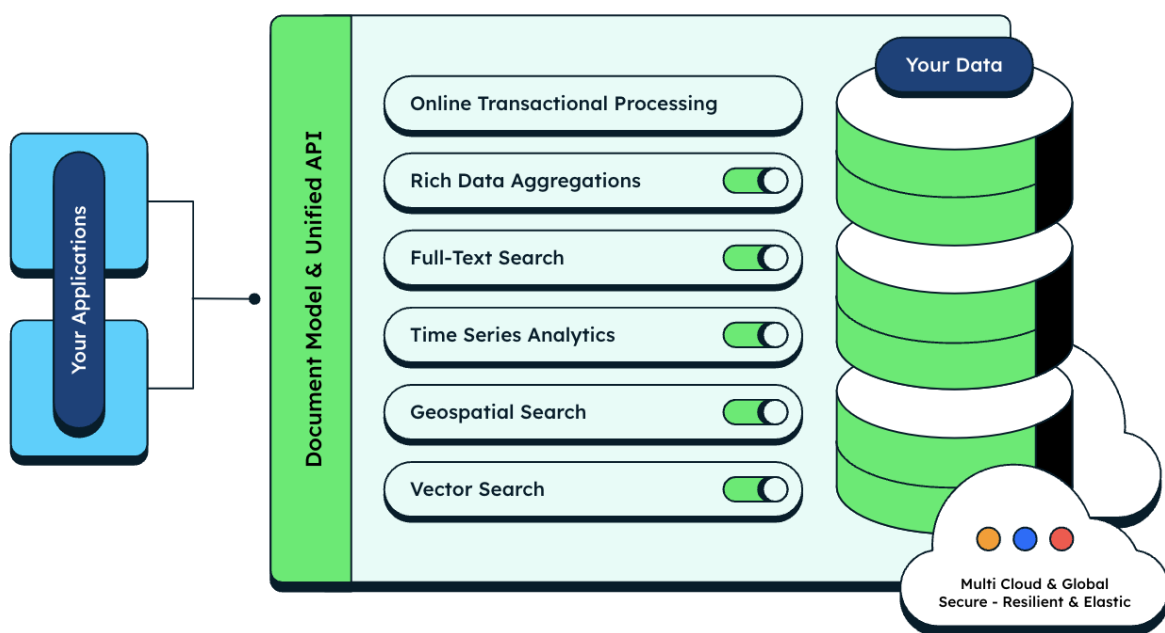 Your Applications
Document Model & Unified API
Online Transactional Processing
Rich Data Aggregations
Full-Text Search
Time Series Analytics
Geospatial Search
Vector Search
Your Data
Multi Cloud & Global
Secure - Resilient & Elastic